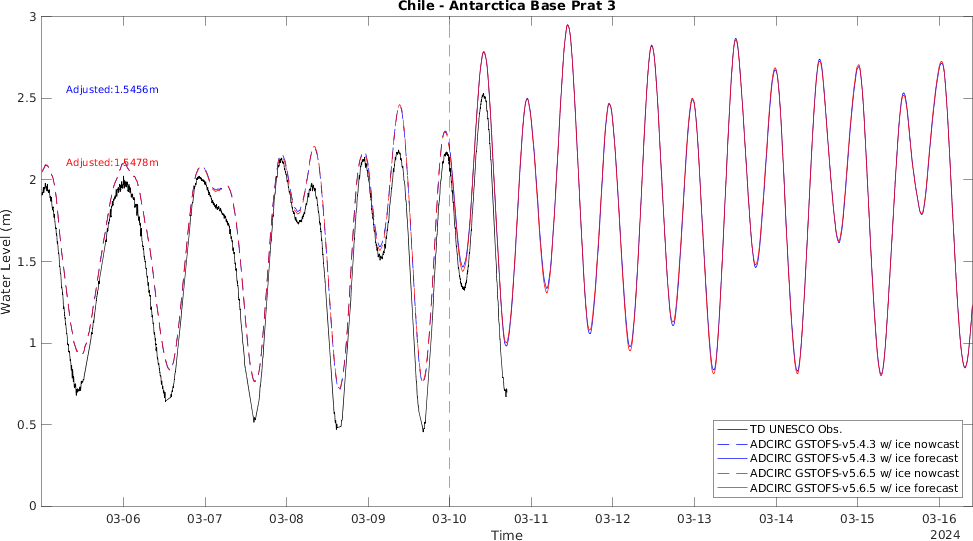 Chile - Antarctica Base Prat 3
3
2.5
2
1.5
1
0.5
0
Water Level (m)
Adjusted:1.5456m
Adjusted:1.5478m
TD UNESCO Obs.
ADCIRC GSTOFS-v5.4.3 w/ ice nowcast
ADCIRC GSTOFS-v5.4.3 w/ ice forecast
ADCIRC GSTOFS-v5.6.5 w/ ice nowcast
ADCIRC GSTOFS-v5.6.5 w/ ice forecast
03-06 03-07 03-08 03-09 03-10 03-11 03-12 03-13 03-14 03-15 03-16
Time
2024